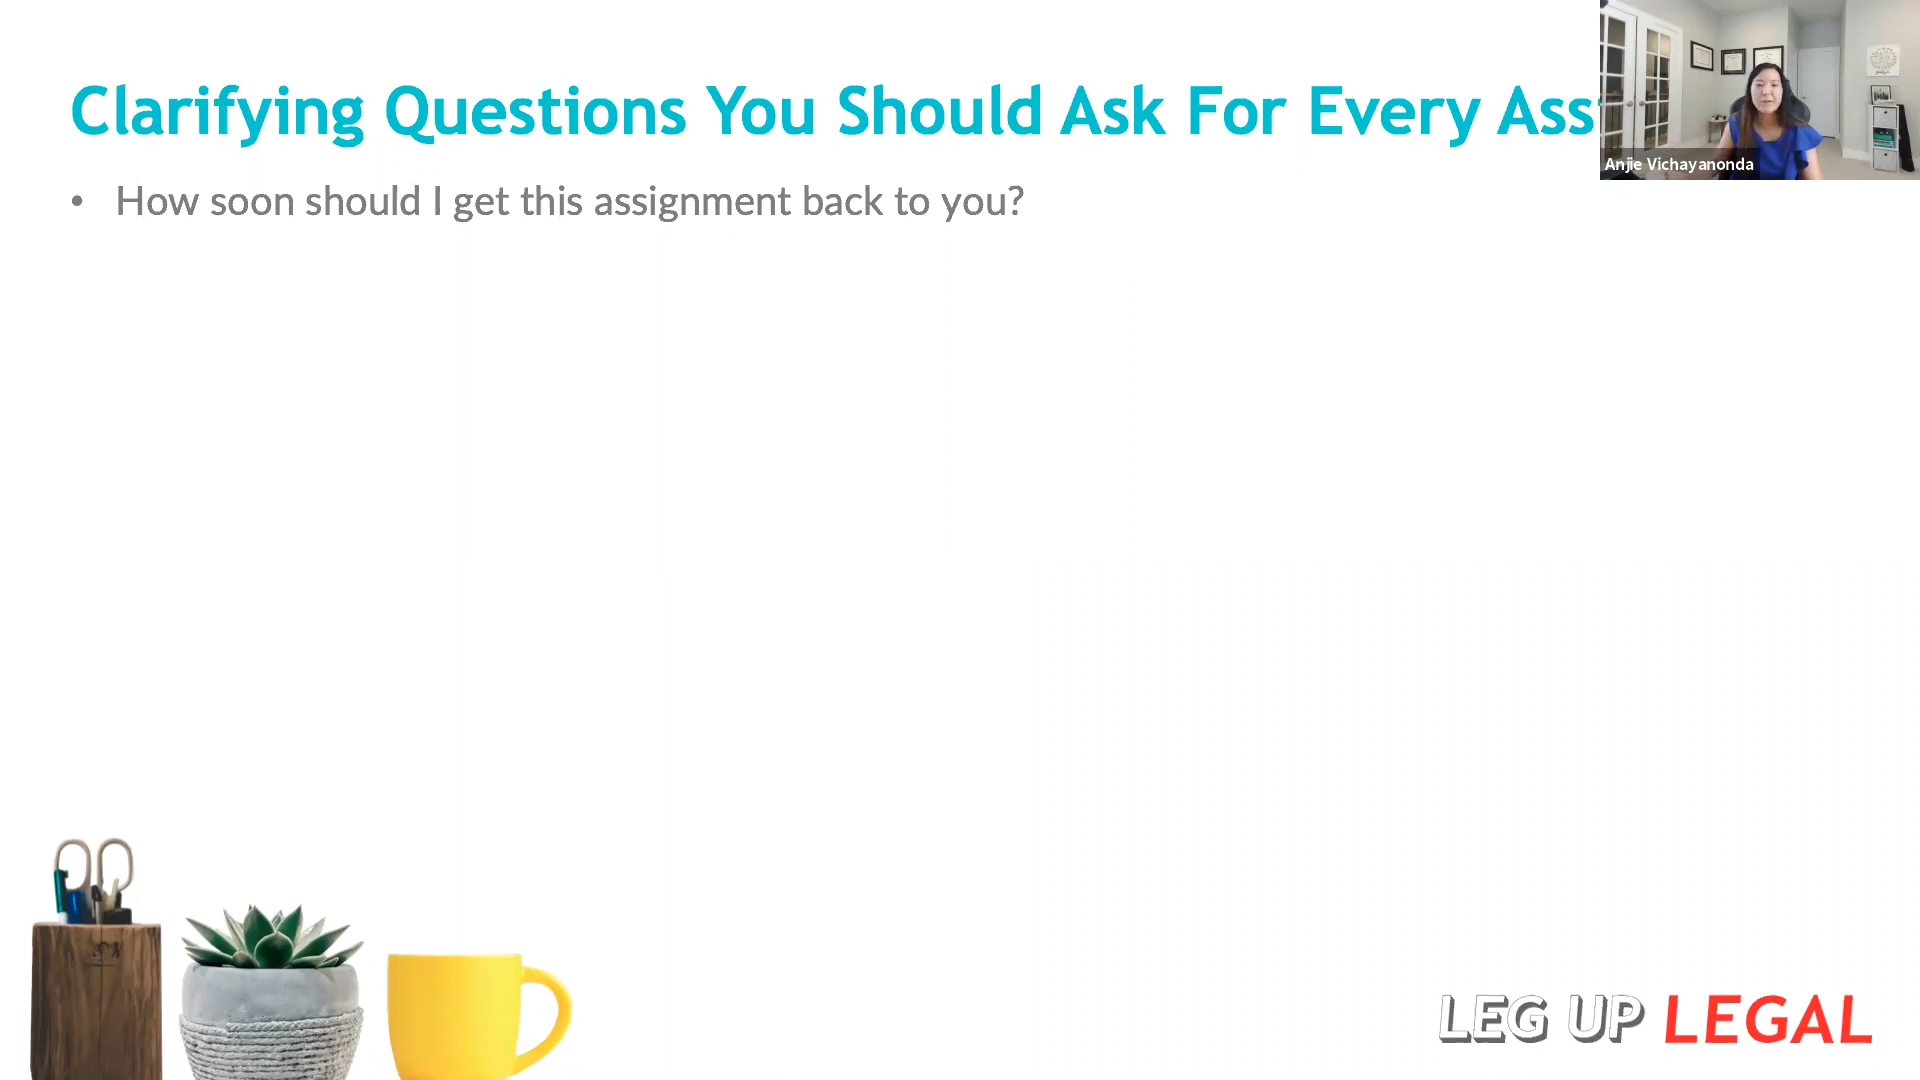 Clarifying Questions You Should Ask For Every Ass
Anjie Vichayanonda
• How soon should I get this assignment back to you?
LEG UP LEGAL